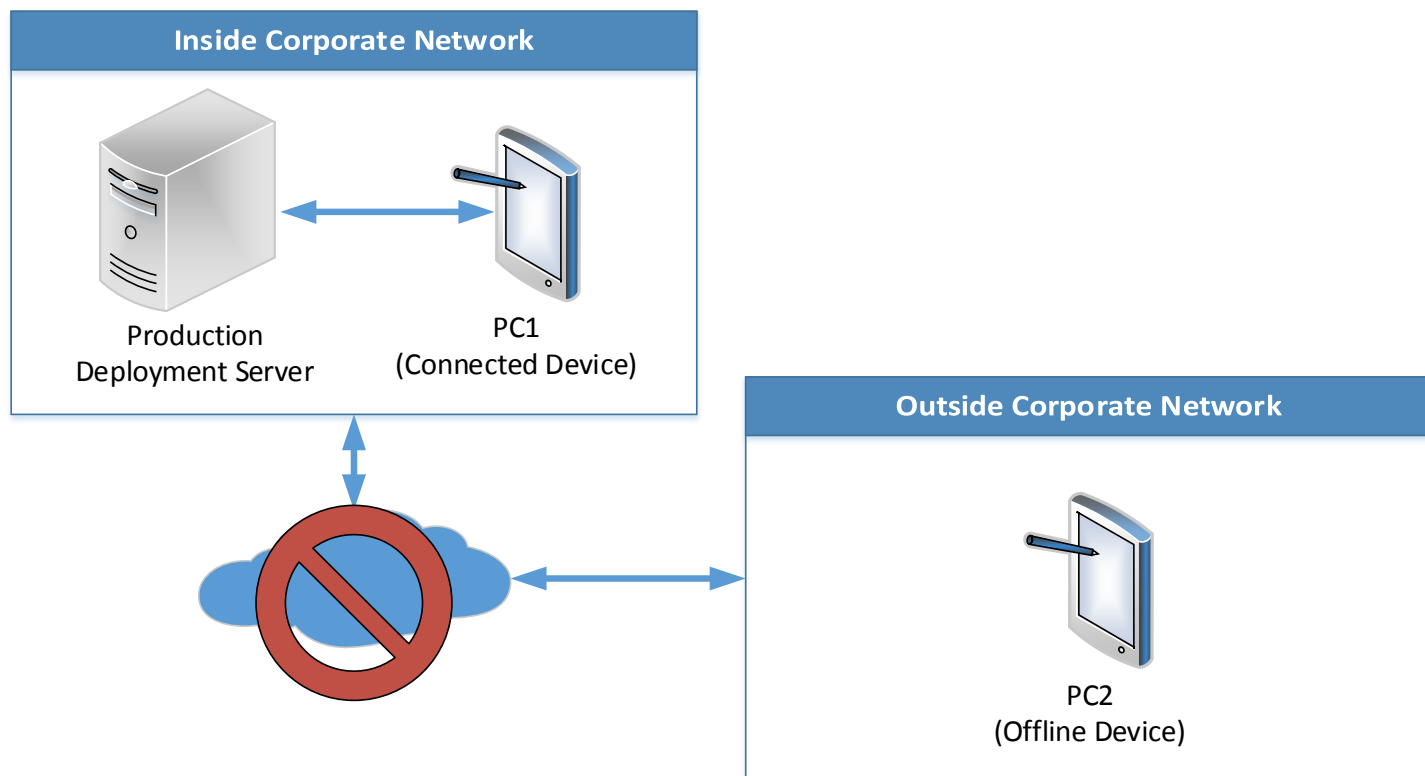 Inside Corporate Network
Production
Deployment Server
PC1
(Connected Device)
Outside Corporate Network
PC2
(Offline Device)